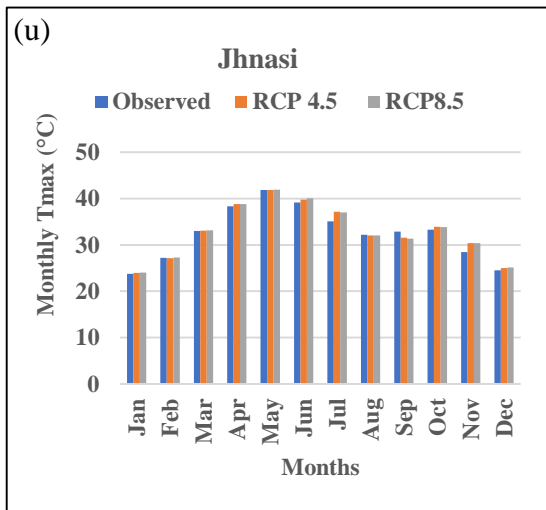 (u)
Jhnasi
Observed RCP 4.5 RCP8.5
Monthly Tmax (°C)
50
40
30
20
10
0
Jan Feb Mar Apr May Jun Jul Aug Sep Oct Nov Dec
Months